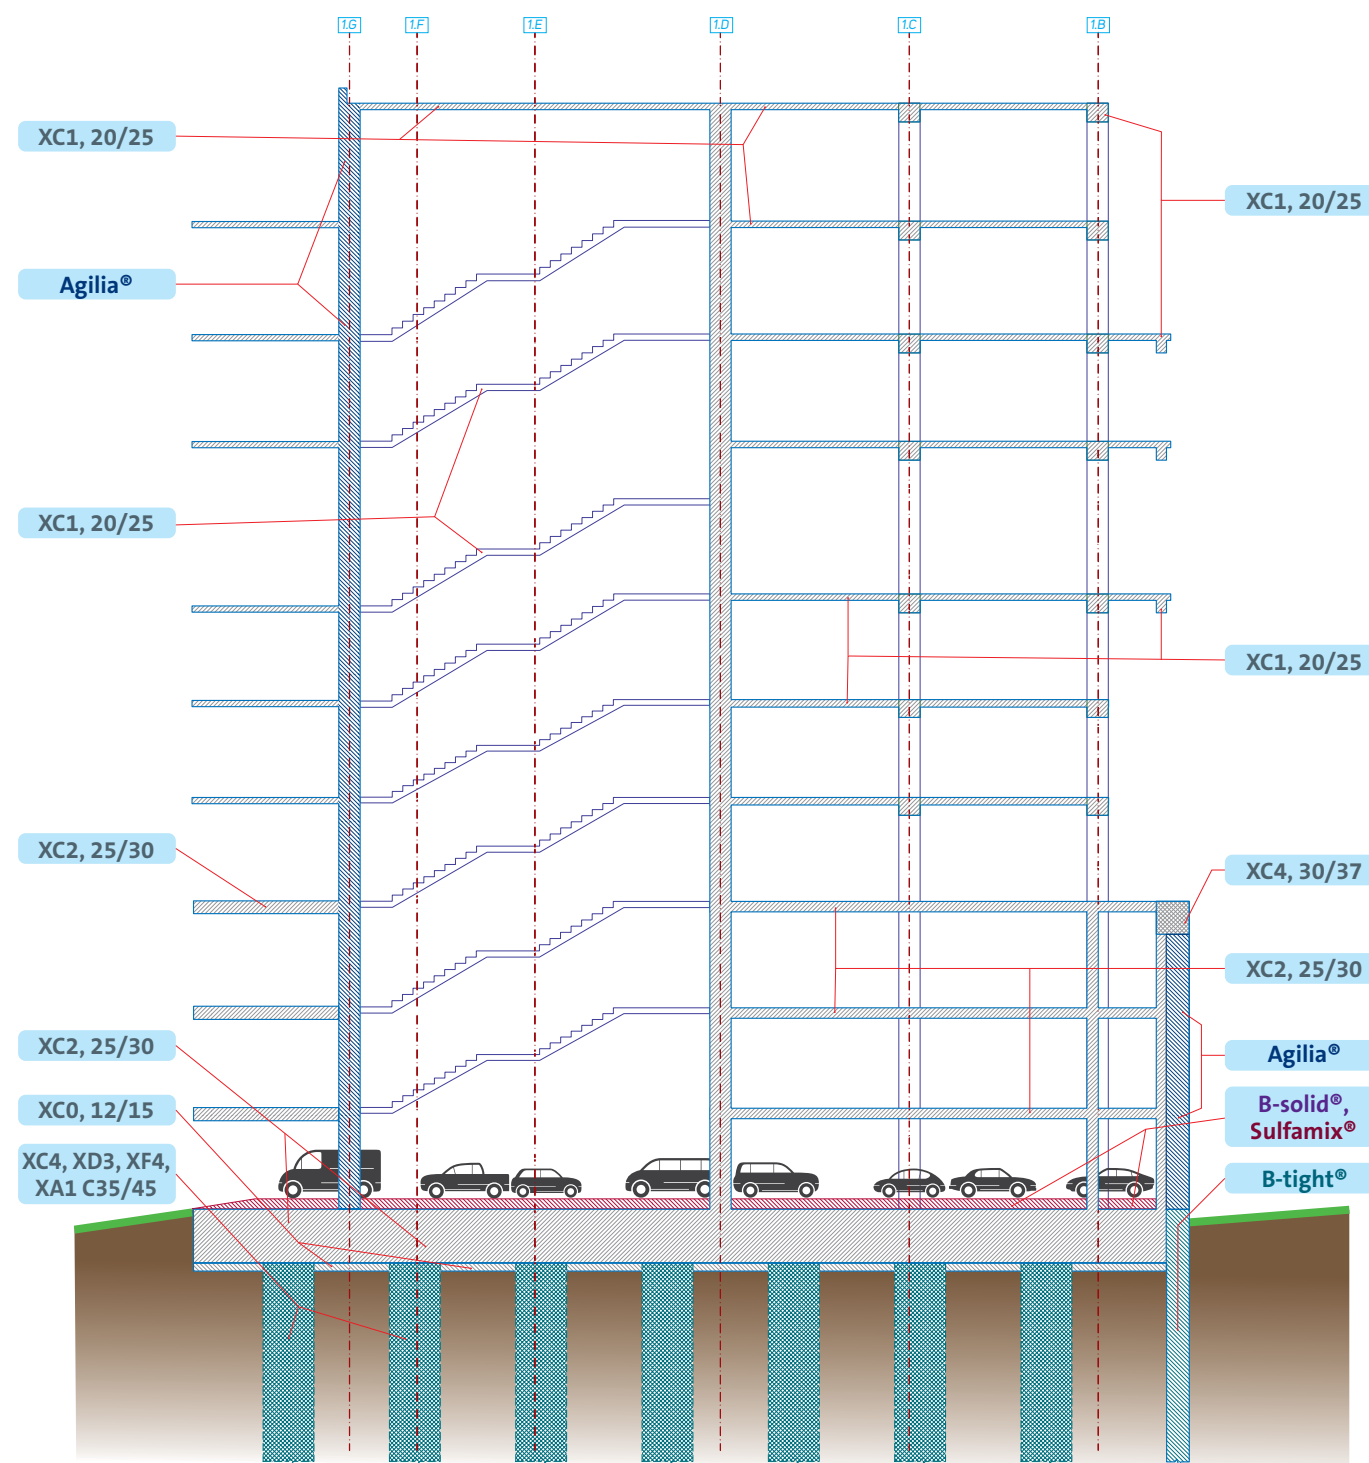 1.G
1.F
1.E
1.D
1.C
1.B
XC1, 20/25
XC1, 20/25
Agilia®
XC1, 20/25
XC1, 20/25
XC2, 25/30
XC4, 30/37
XC2, 25/30
XC2, 25/30
Agilia®
XC0, 12/15
B-solid®,
Sulfamix®
XC4, XD3, XF4,
XA1 C35/45
B-tight®